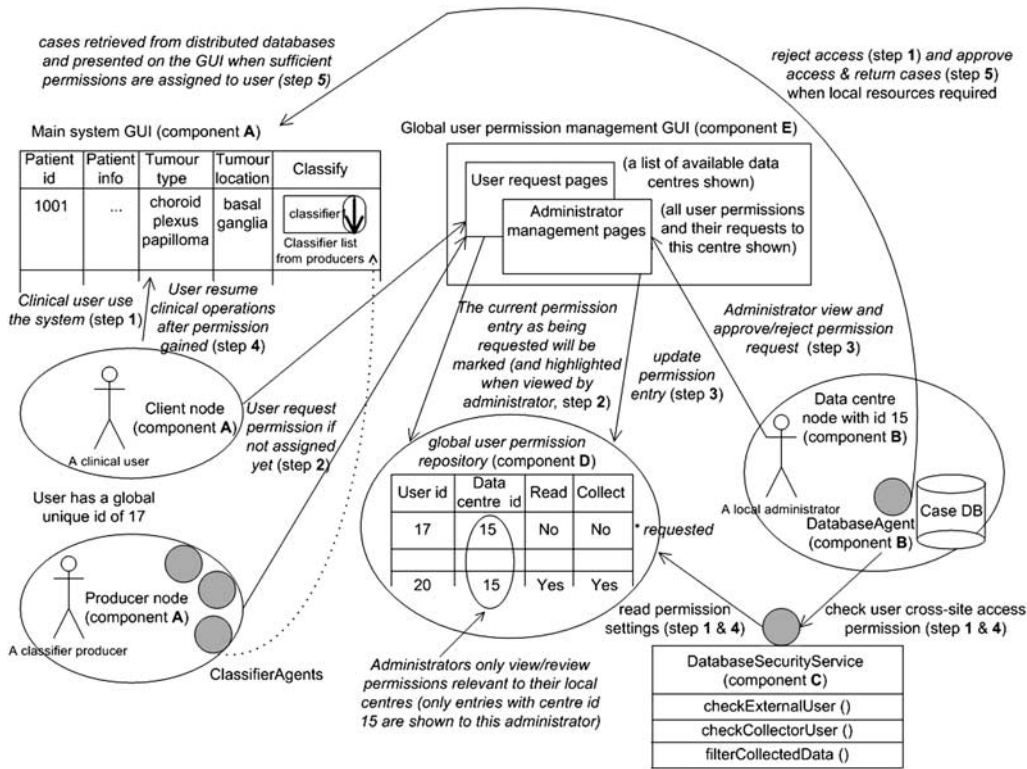 cases retrieved from distributed databases
and presented on the GUI when sufficient
permissions are assigned to user (step 5)
reject access (step 1) and approve
access & return cases (step 5)
when local resources required
Main system GUI (component A)
Patient id
Patient info
Tumour type
Tumour location
Classify
1001
...
choroid
plexus
papilloma
basal
ganglia
classifier
Classifier list
from producers
Global user permission management GUI (component E)
User request pages
(a list of available data
centres shown)
Administrator
management pages
(all user permissions
and their requests to
this centre shown)
Clinical user use
the system (step 1)
User resume
clinical operations
after permission
gained (step 4)
The current permission
entry as being
requested will be
marked (and highlighted
when viewed by
administrator, step 2)
update
permission
entry (step 3)
Administrator view and
approve/reject permission
request (step 3)
Client node
(component A)
A clinical user
User request
permission if
not assigned
yet (step 2)
User has a global
unique id of 17
global user permission
repository (component D)
User id
Data
centre id
Read
Collect
17
15
No
No
* requested
20
15
Yes
Yes
Data centre
node with id 15
(component B)
A local administrator
DatabaseAgent
(component B)
Case DB
Producer node
(component A)
A classifier producer
ClassifierAgents
Administrators only view/review
permissions relevant to their local
centres (only entries with centre id
15 are shown to this administrator)
read permission
settings (step 1 & 4)
check user cross-site access
permission (step 1 & 4)
DatabaseSecurityService
(component C)
checkExternalUser ()
checkCollectorUser ()
filterCollectedData ()